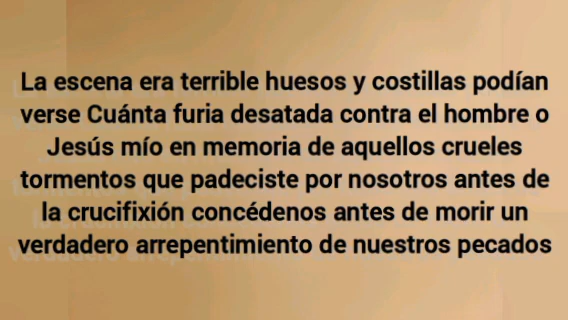 La escena era terrible huesos y costillas podían
verse Cuánta furia desatada contra el hombre o
Jesús mío en memoria de aquellos crueles
tormentos que padeciste por nosotros antes de
la crucifixión concédenos antes de morir un
verdadero arrepentimiento de nuestros pecados